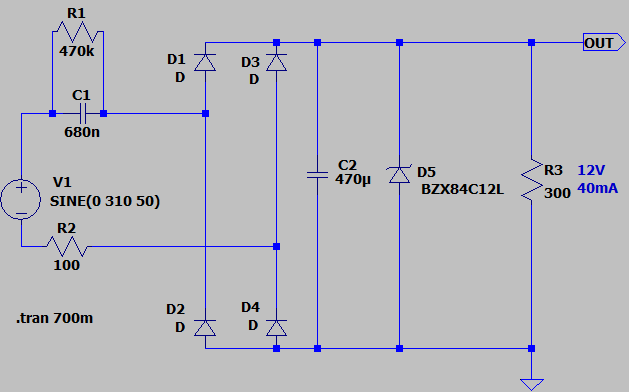 R1
470k
C1
680n
V1
SINE(0 310 50)
R2
100
.tran 700m
D1
D
D3
D
D2
D
D4
D
C2
470µ
D5
BZX84C12L
OUT
R3
300
12V
40mA